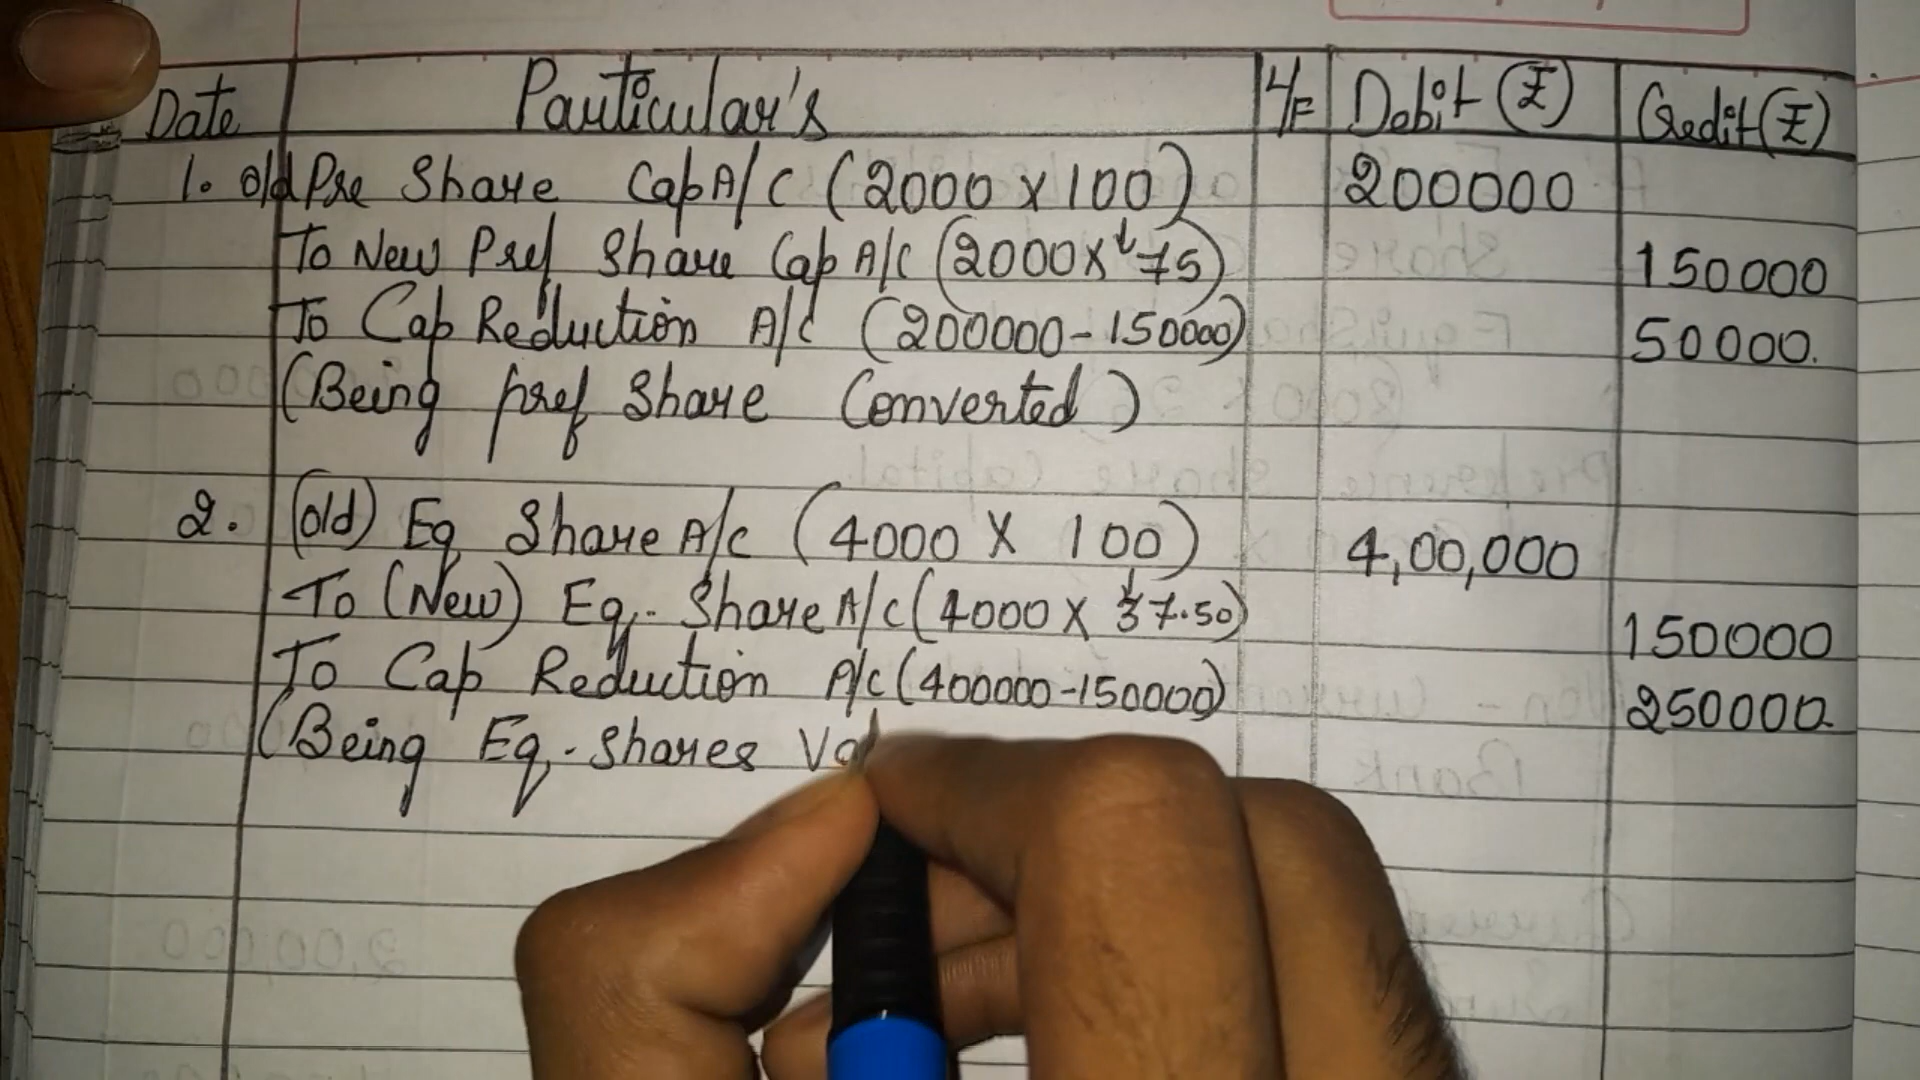 Date Particular's L/F Debit (₹) Credit (₹)
1. old Pre Share Cap A/C (2000 x 100) 200000
To New Pref Share Cap A/C (2000 x 75) 150000
To Cap Reduction A/c (200000-150000) 50000.
(Being pref Share Converted)
2. (old) Eq Share A/c (4000 X 100) 4,00,000
To (New) Eq. Share A/c (4000 X 37.50) 150000
To Cap Reduction A/c (400000-150000) 250000.
(Being Eq.-Shares Va